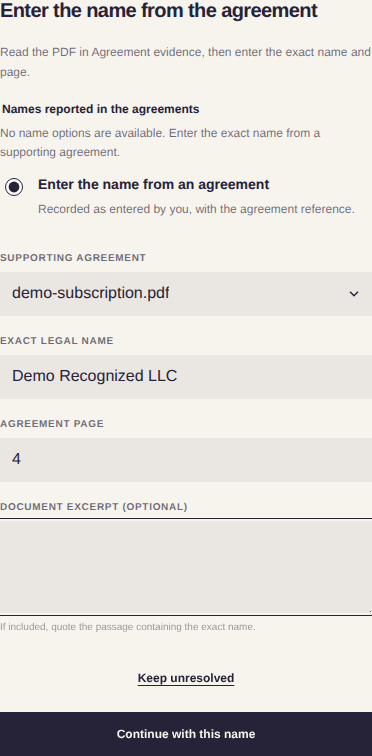 Enter the name from the agreement
Read the PDF in Agreement evidence, then enter the exact name and
page.
Names reported in the agreements
No name options are available. Enter the exact name from a
supporting agreement.
Enter the name from an agreement
Recorded as entered by you, with the agreement reference.
SUPPORTING AGREEMENT
demo-subscription.pdf
EXACT LEGAL NAME
Demo Recognized LLC
AGREEMENT PAGE
4
DOCUMENT EXCERPT (OPTIONAL)
If included, quote the passage containing the exact name.
Keep unresolved
Continue with this name